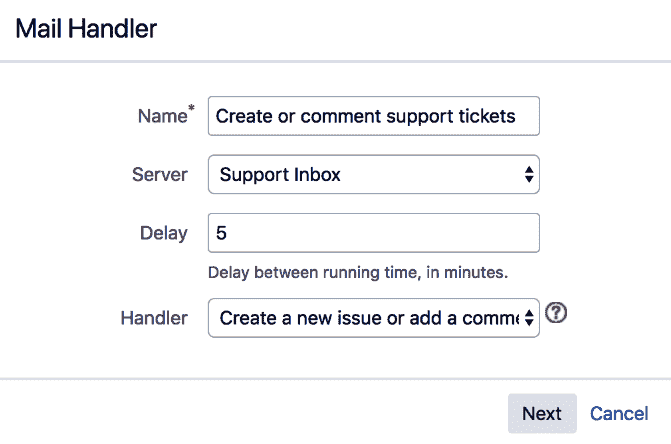 Mail Handler
Name* Create or comment support tickets
Server Support Inbox
Delay 5
Delay between running time, in minutes.
Handler Create a new issue or add a comme
Next Cancel